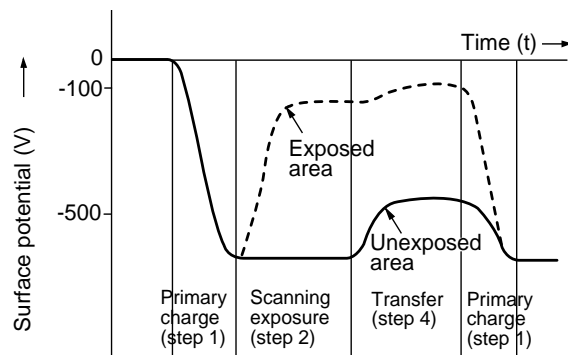 Time (t)
0
-100
-500
Surface potential (V)
Exposed
area
Unexposed
area
Primary
charge
(step 1)
Scanning
exposure
(step 2)
Transfer
(step 4)
Primary
charge
(step 1)